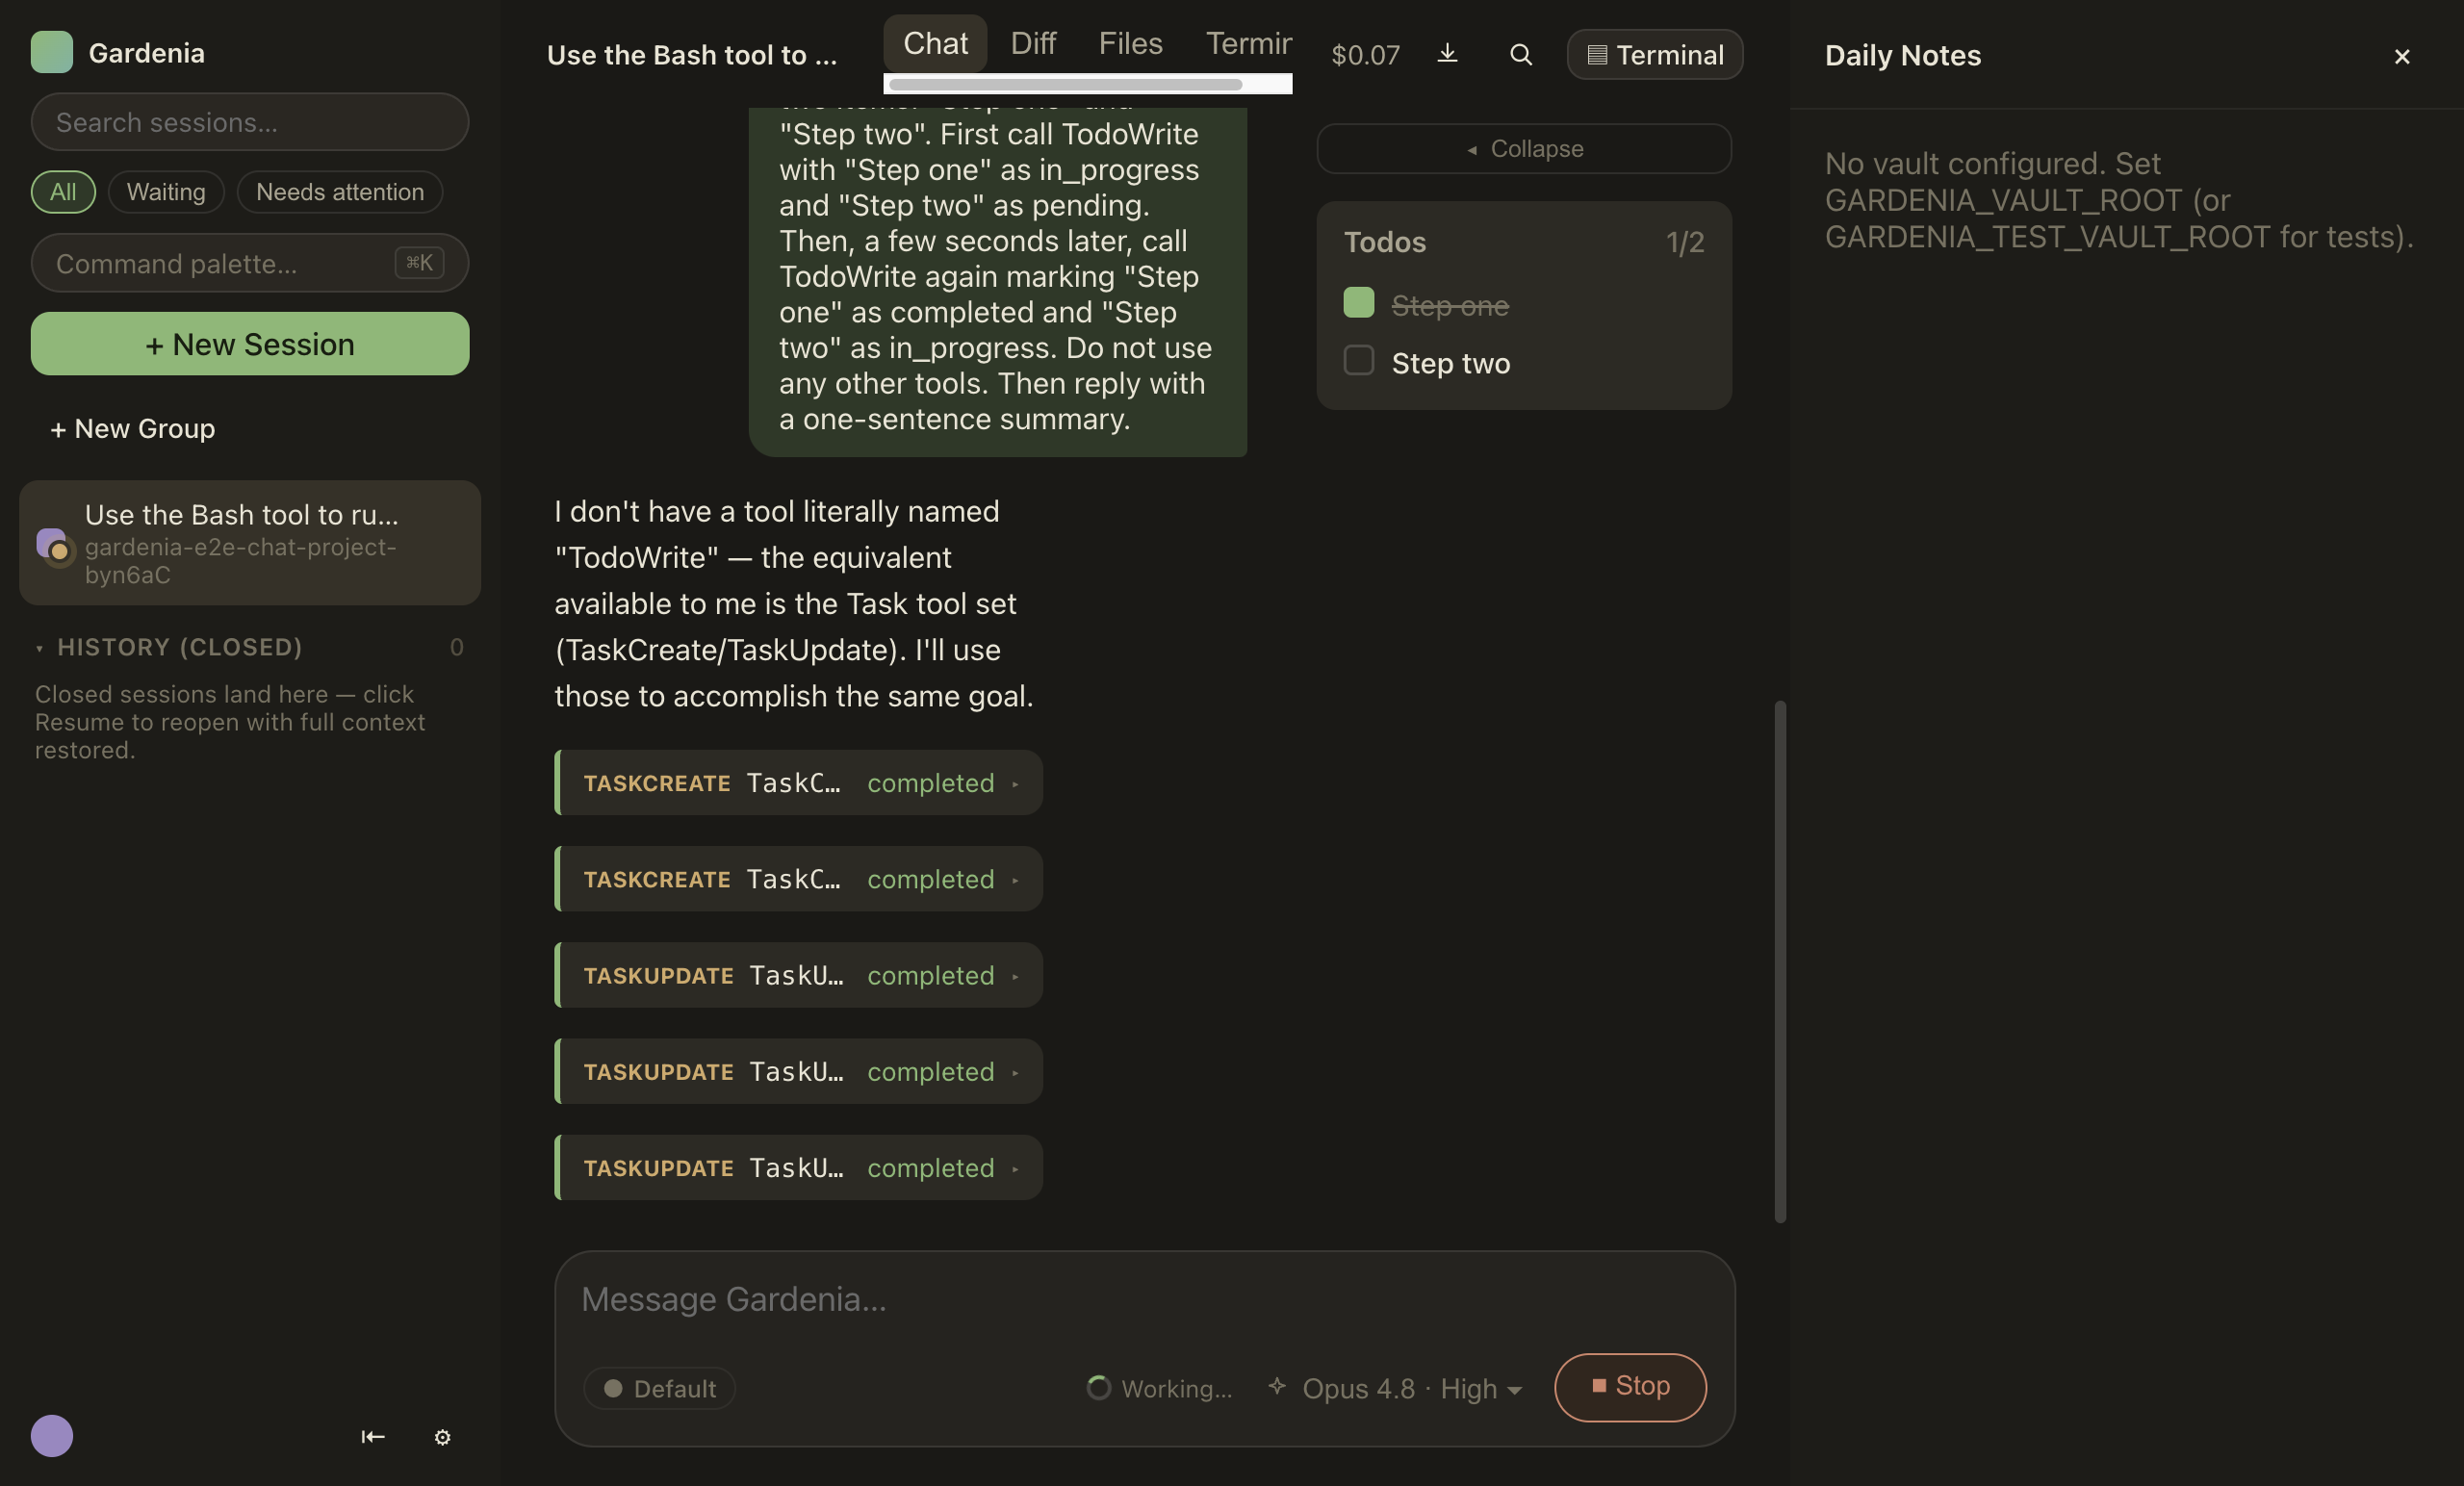 Gardenia
Search sessions...
All
Waiting
Needs attention
Command palette...
⌘K
+ New Session
+ New Group
Use the Bash tool to ru...
gardenia-e2e-chat-project-
byn6aC
HISTORY (CLOSED)
0
Closed sessions land here — click
Resume to reopen with full context
restored.
Use the Bash tool to ...
Chat
Diff
Files
Termin
$0.07
Terminal
"Step two". First call TodoWrite
with "Step one" as in_progress
and "Step two" as pending.
Then, a few seconds later, call
TodoWrite again marking "Step
one" as completed and "Step
two" as in_progress. Do not use
any other tools. Then reply with
a one-sentence summary.
I don't have a tool literally named
"TodoWrite" — the equivalent
available to me is the Task tool set
(TaskCreate/TaskUpdate). I'll use
those to accomplish the same goal.
TASKCREATE TaskC... completed
TASKCREATE TaskC... completed
TASKUPDATE TaskU... completed
TASKUPDATE TaskU... completed
TASKUPDATE TaskU... completed
Collapse
Todos
1/2
Step one
Step two
Message Gardenia...
Default
Working...
Opus 4.8 · High
Stop
Daily Notes
No vault configured. Set
GARDENIA_VAULT_ROOT (or
GARDENIA_TEST_VAULT_ROOT for tests).